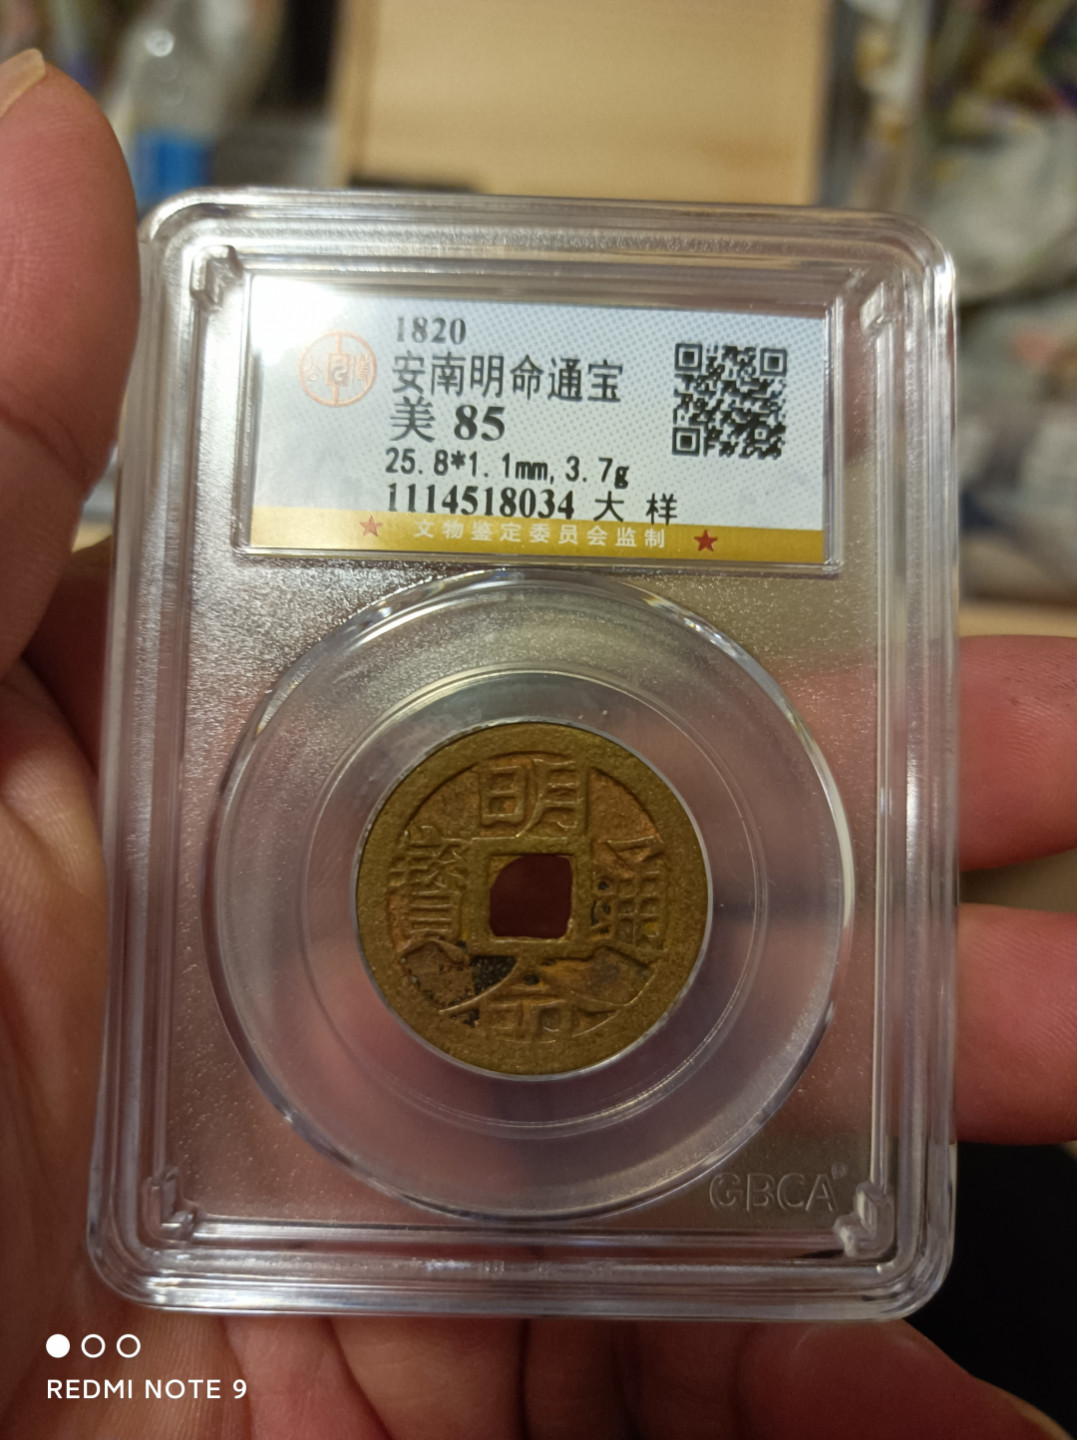 1820
安南明命通宝
美 85
25.8*1.1mm,3.7g
1114518034 大 样
文物鉴定委员会监制
明
寶 通
命
GBCA
REDMI NOTE 9